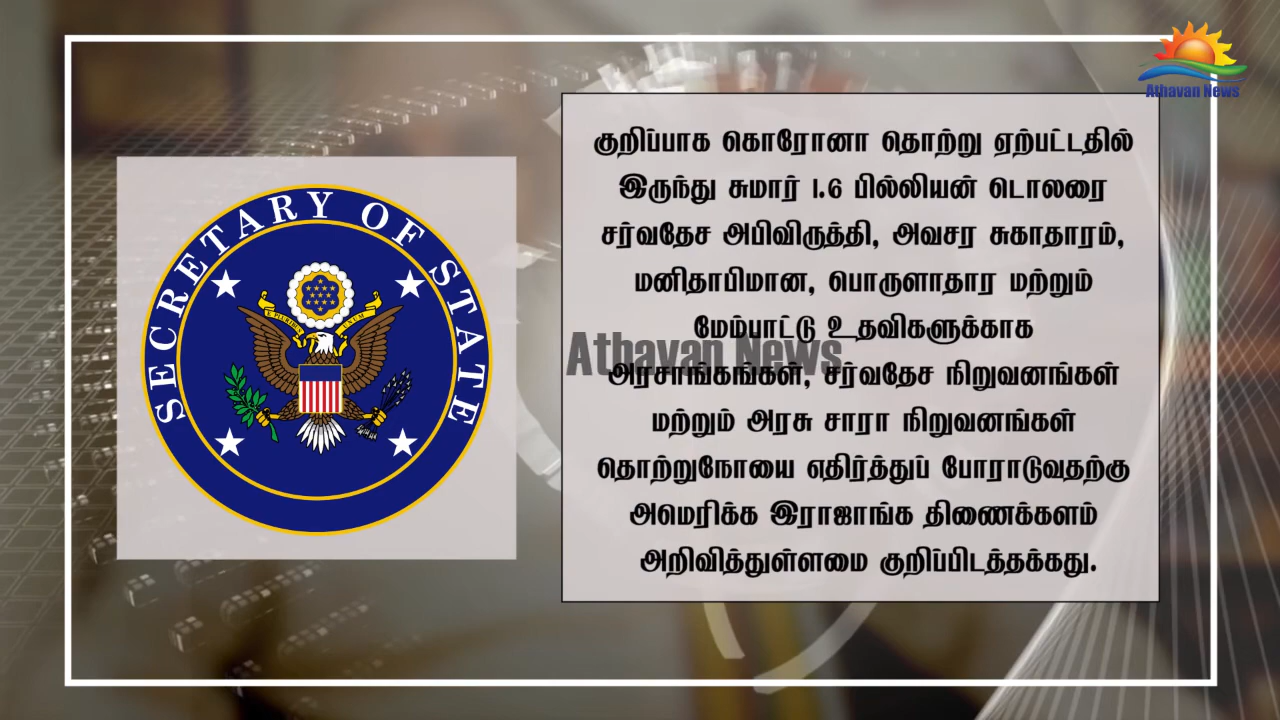 Athavan News
SECRETARY OF STATE
E PLURIBUS UNUM
குறிப்பாக கொரோனா தொற்று ஏற்பட்டதில்
இருந்து சுமார் 1.6 பில்லியன் டொலரை
சர்வதேச அபிவிருத்தி, அவசர சுகாதாரம்,
மனிதாபிமான, பொருளாதார மற்றும்
மேம்பாட்டு உதவிகளுக்காக
Athavan News
அரசாங்கங்கள், சர்வதேச நிறுவனங்கள்
மற்றும் அரசு சாரா நிறுவனங்கள்
தொற்றுநோயை எதிர்த்துப் போராடுவதற்கு
அமெரிக்க இராஜாங்க திணைக்களம்
அறிவித்துள்ளமை குறிப்பிடத்தக்கது.